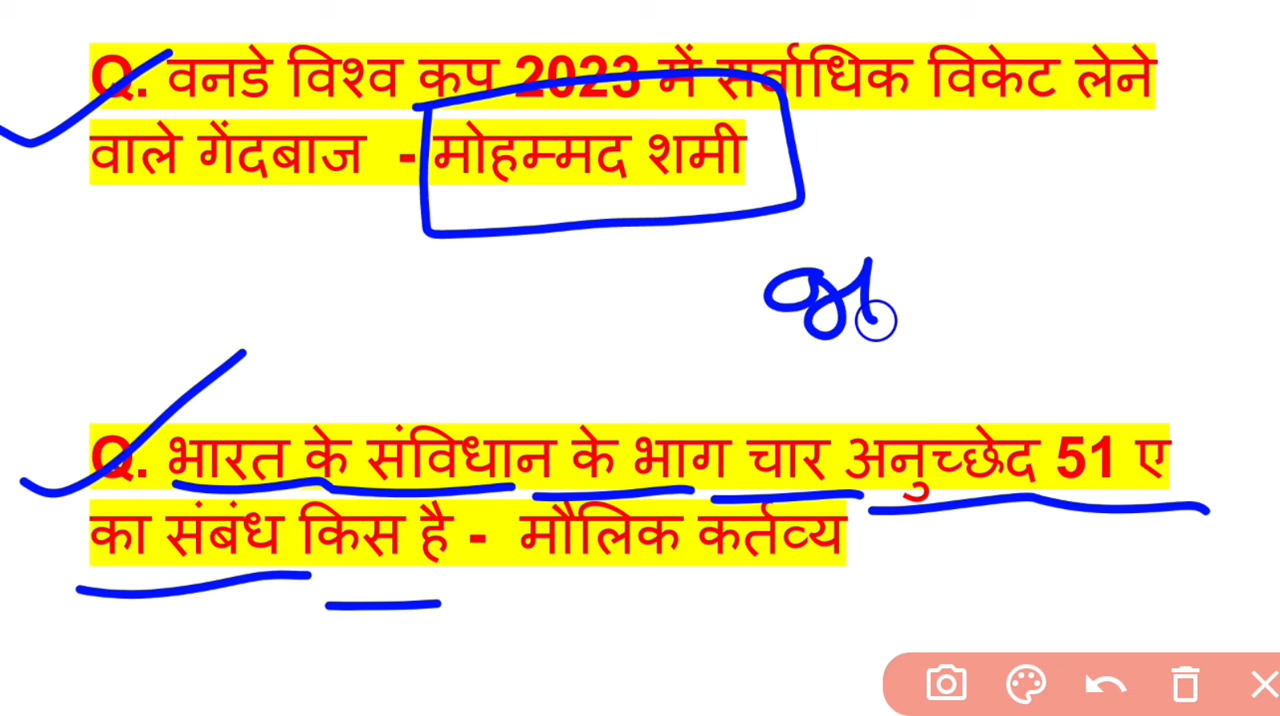 Q. वनडे विश्व कप 2023 में सर्वाधिक विकेट लेने
वाले गेंदबाज - मोहम्मद शमी
Q. भारत के संविधान के भाग चार अनुच्छेद 51 ए
का संबंध किस है - मौलिक कर्तव्य